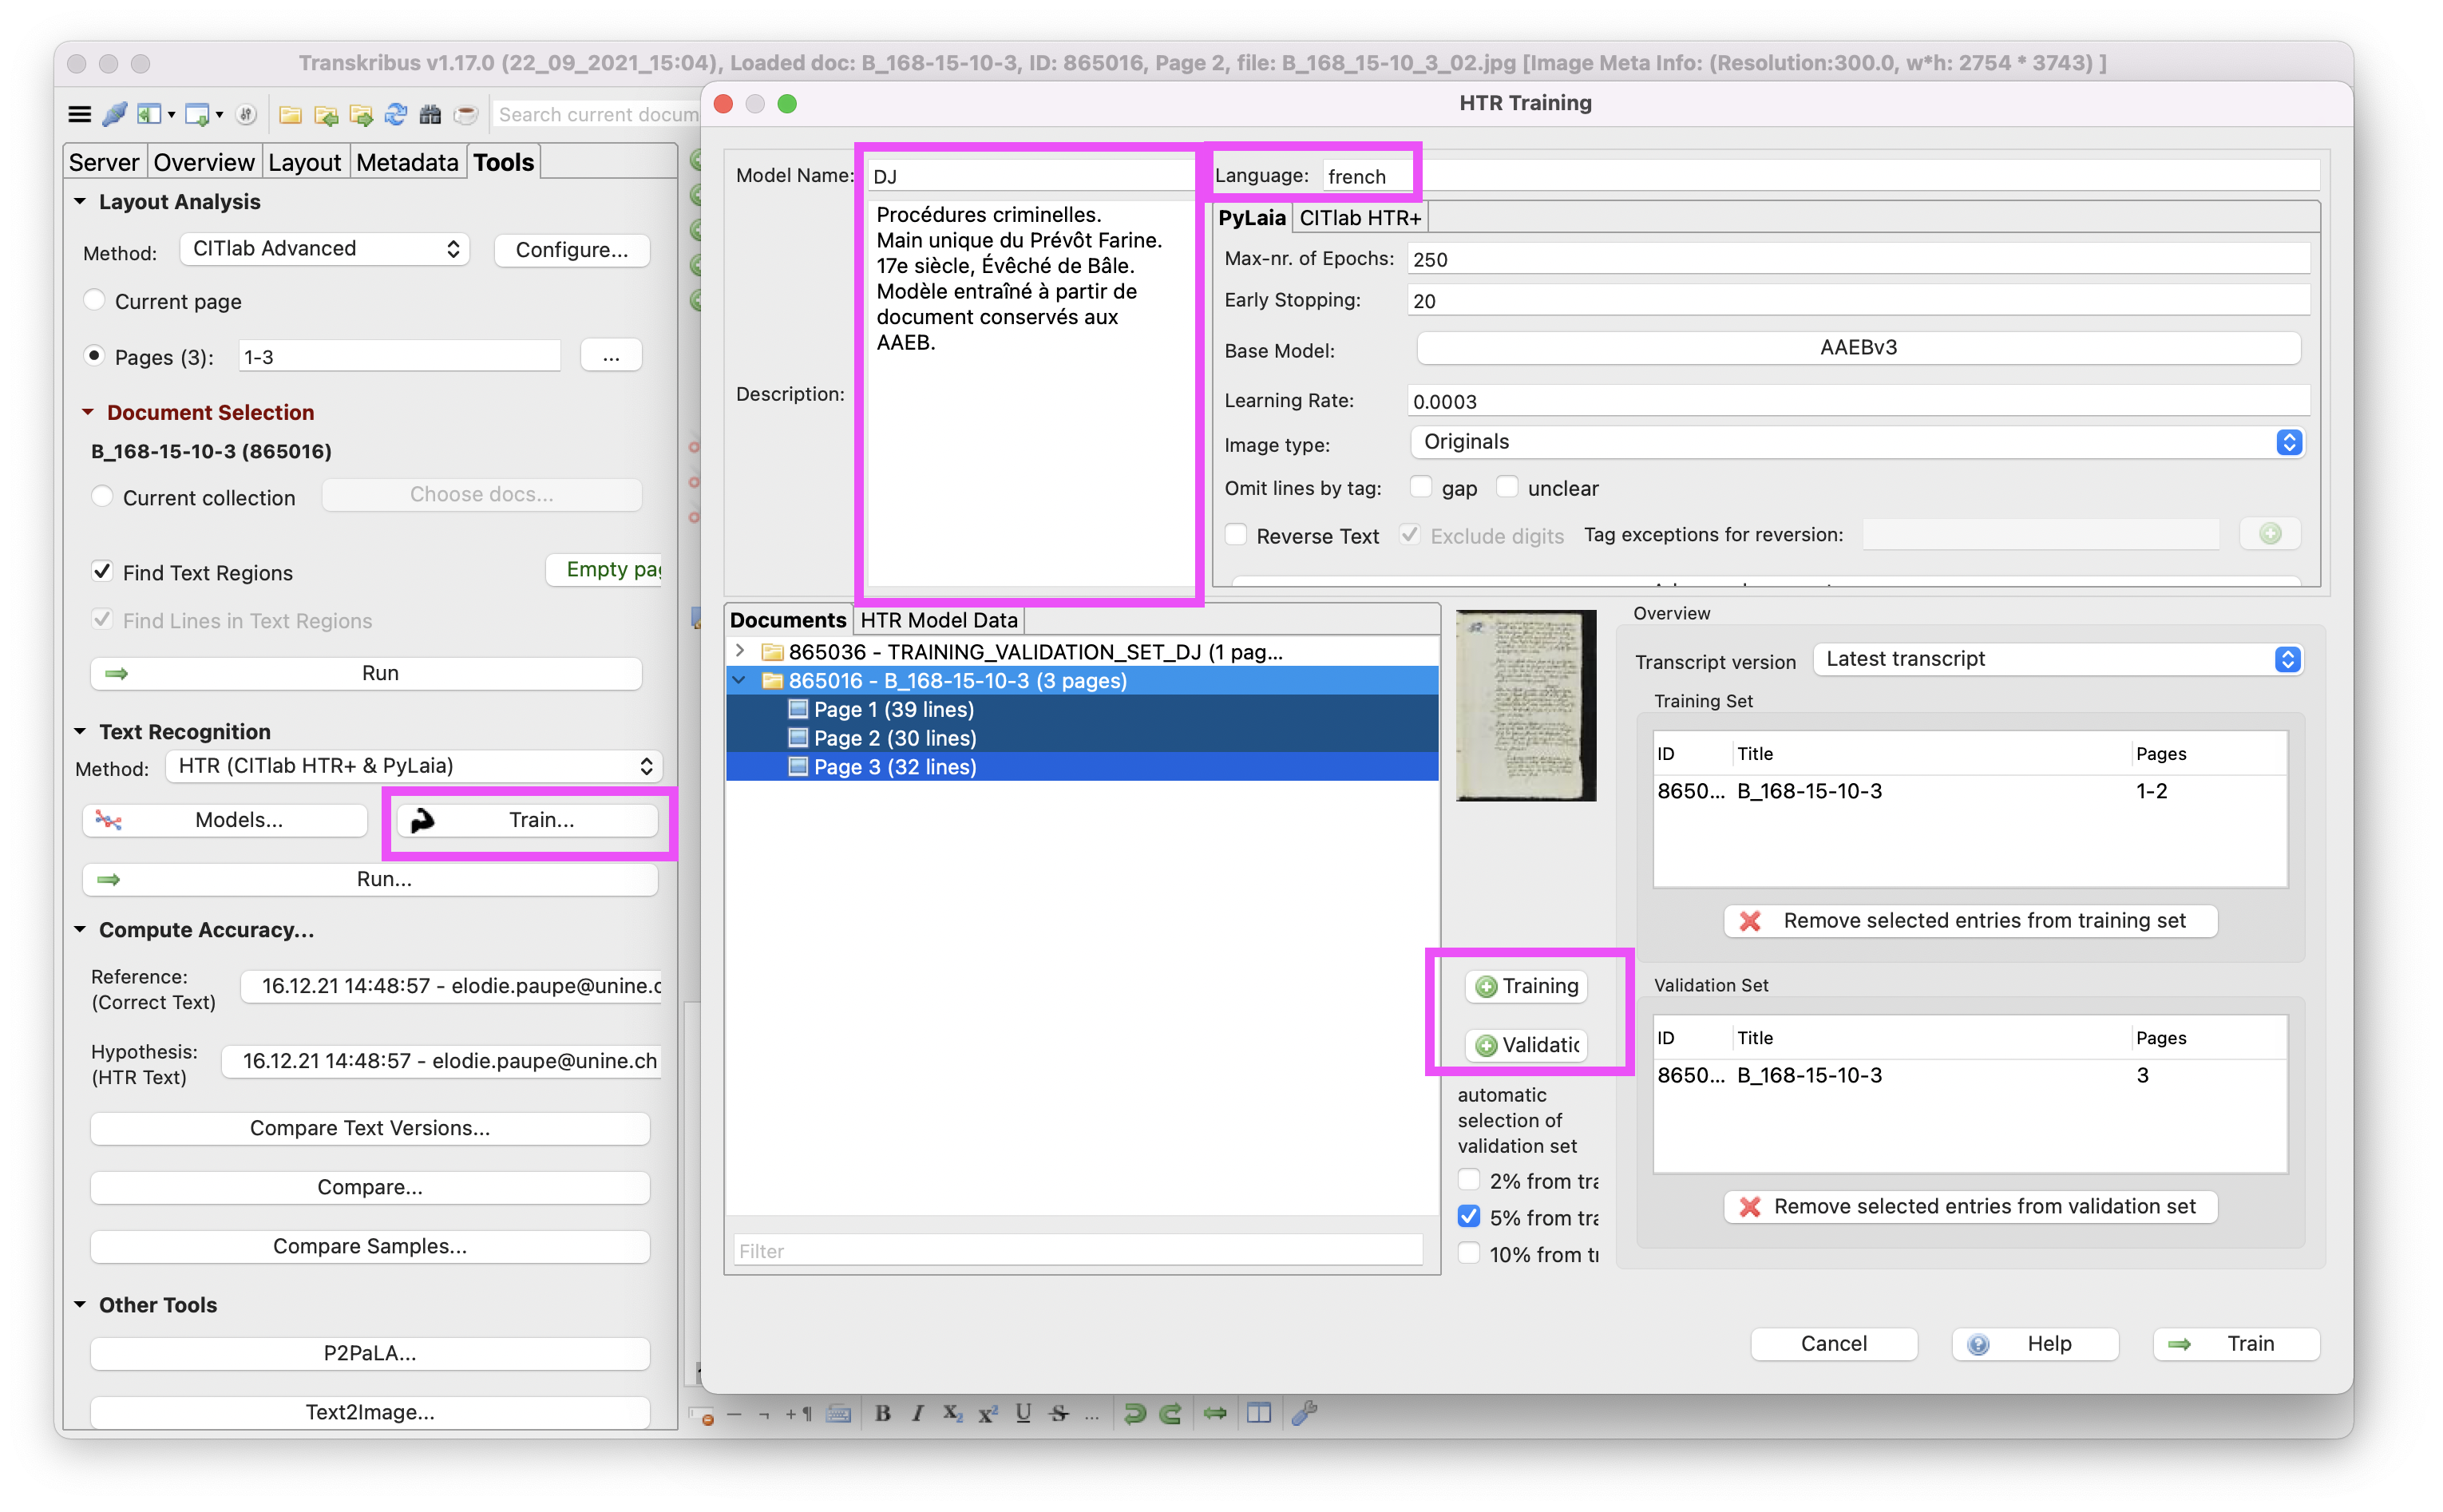 Transkribus v1.17.0 (22_09_2021_15:04), Loaded doc: B_168-15-10-3, ID: 865016, Page 2, file: B_168_15-10_3_02.jpg [Image Meta Info: (Resolution:300.0, w*h: 2754 * 3743) ]
Search current docum
Server Overview Layout Metadata Tools
Layout Analysis
Method: CITlab Advanced Configure...
Current page
Pages (3): 1-3 ...
Document Selection
B_168-15-10-3 (865016)
Current collection Choose docs...
Find Text Regions Empty pag
Find Lines in Text Regions
Run
Text Recognition
Method: HTR (CITlab HTR+ & PyLaia)
Models... Train...
Run...
Compute Accuracy...
Reference:
(Correct Text)
16.12.21 14:48:57 - elodie.paupe@unine.c
Hypothesis:
(HTR Text)
16.12.21 14:48:57 - elodie.paupe@unine.ch
Compare Text Versions...
Compare...
Compare Samples...
Other Tools
P2PaLA...
Text2Image...
HTR Training
Model Name: DJ
Description:
Procédures criminelles.
Main unique du Prévôt Farine.
17e siècle, Évêché de Bâle.
Modèle entraîné à partir de
document conservés aux
AAEB.
Language: french
PyLaia CITlab HTR+
Max-nr. of Epochs: 250
Early Stopping: 20
Base Model: AAEBv3
Learning Rate: 0.0003
Image type: Originals
Omit lines by tag: gap unclear
Reverse Text Exclude digits Tag exceptions for reversion:
Documents HTR Model Data
865036 - TRAINING_VALIDATION_SET_DJ (1 pag...
865016 - B_168-15-10-3 (3 pages)
Page 1 (39 lines)
Page 2 (30 lines)
Page 3 (32 lines)
Filter
Training
Validatic
automatic
selection of
validation set
2% from tra
5% from tra
10% from tr
Overview
Transcript version Latest transcript
Training Set
ID Title Pages
8650... B_168-15-10-3 1-2
Remove selected entries from training set
Validation Set
ID Title Pages
8650... B_168-15-10-3 3
Remove selected entries from validation set
Cancel Help Train
B I X₂ x² U S ...